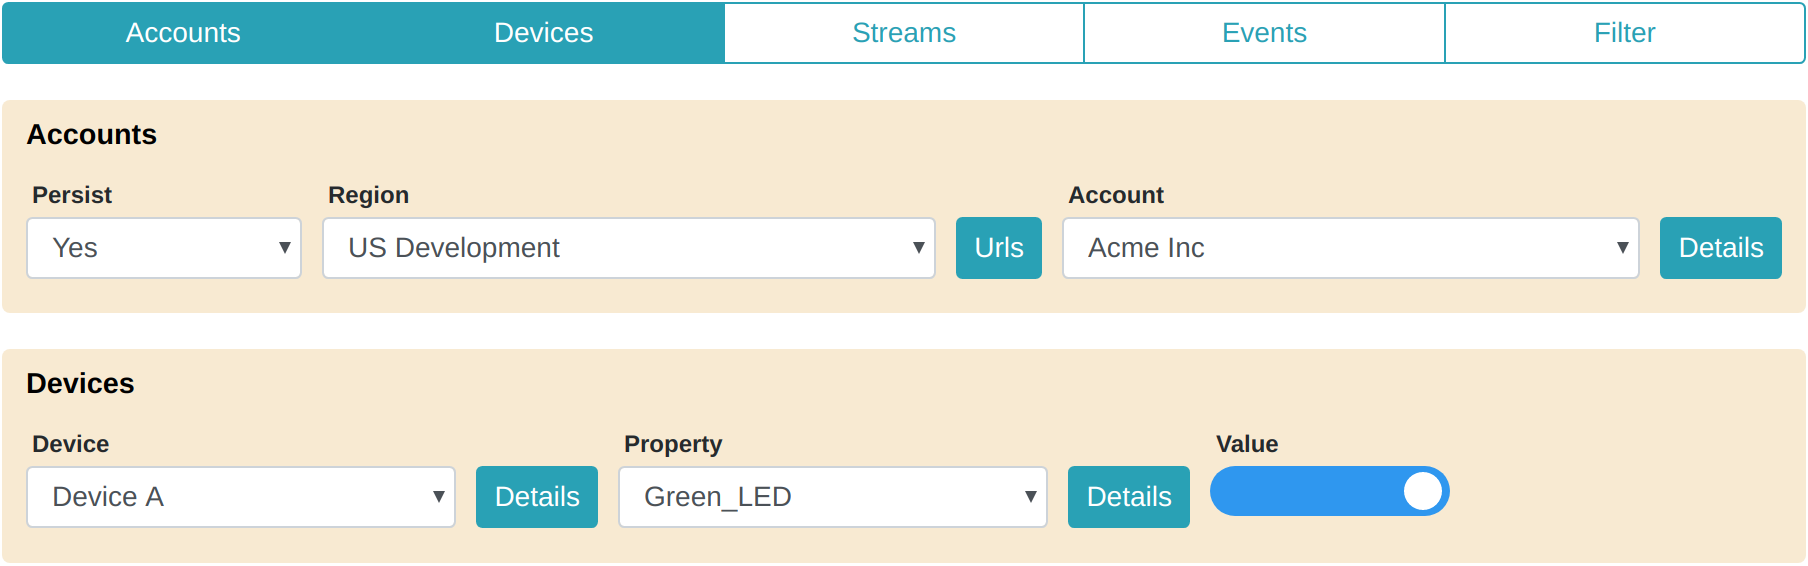 Accounts Devices Streams Events Filter
Accounts
Persist Region Account
Yes US Development Urls Acme Inc Details
Devices
Device Property Value
Device A Details Green_LED Details